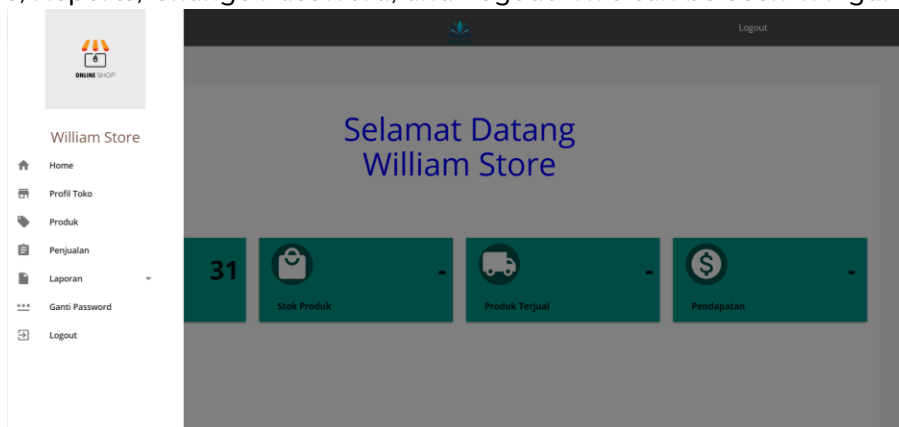 ONLINE SHOP
William Store
Home
Profil Toko
Produk
Penjualan
Laporan
Ganti Password
Logout
Logout
Selamat Datang
William Store
31
-
Stok Produk
-
Produk Terjual
-
Pendapatan